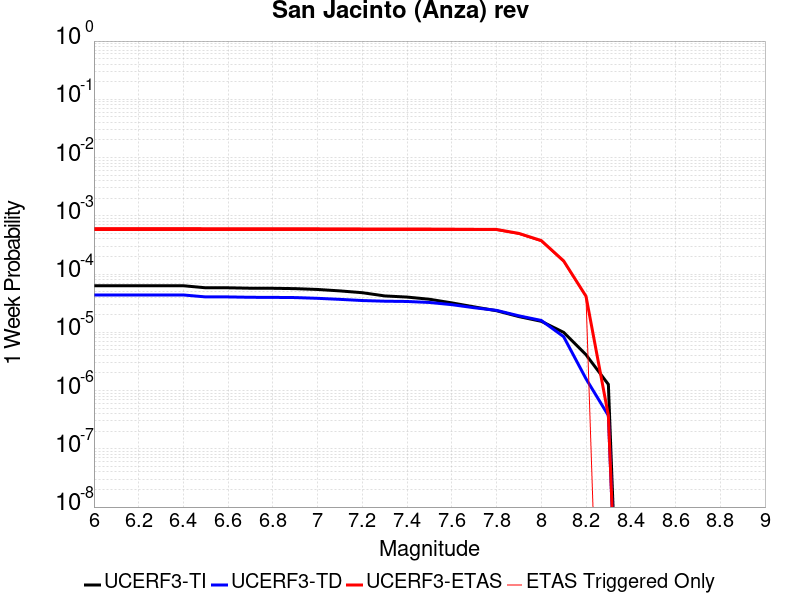 San Jacinto (Anza) rev
10^0
10^-1
10^-2
10^-3
10^-4
10^-5
10^-6
10^-7
10^-8
1 Week Probability
6 6.2 6.4 6.6 6.8 7 7.2 7.4 7.6 7.8 8 8.2 8.4 8.6 8.8 9
Magnitude
UCERF3-TI UCERF3-TD UCERF3-ETAS ETAS Triggered Only